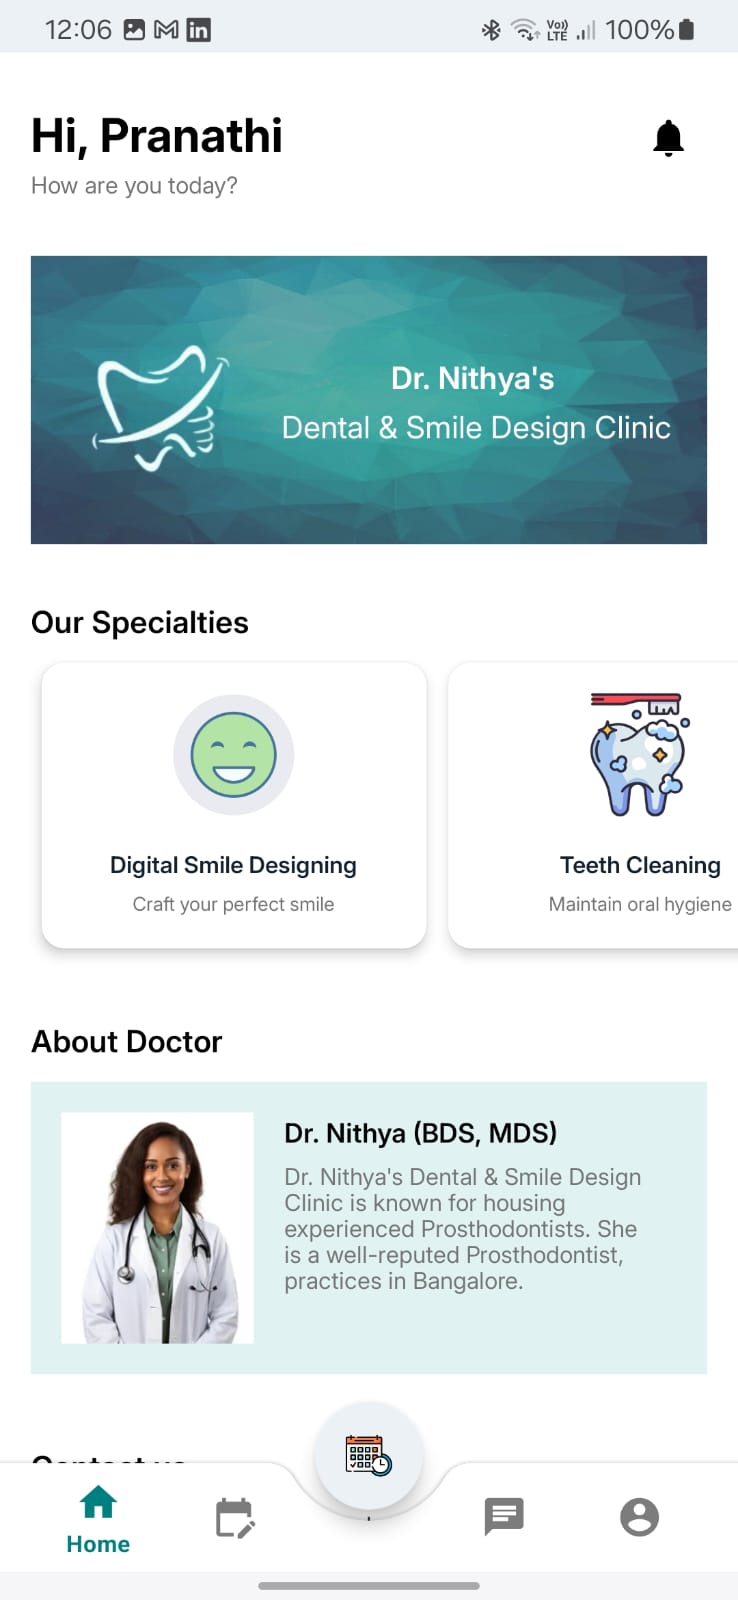 12:06
Vo))
LTE
100%
Hi, Pranathi
How are you today?
Dr. Nithya's
Dental & Smile Design Clinic
Our Specialties
Digital Smile Designing
Craft your perfect smile
Teeth Cleaning
Maintain oral hygiene
About Doctor
Dr. Nithya (BDS, MDS)
Dr. Nithya's Dental & Smile Design
Clinic is known for housing
experienced Prosthodontists. She
is a well-reputed Prosthodontist,
practices in Bangalore.
Home